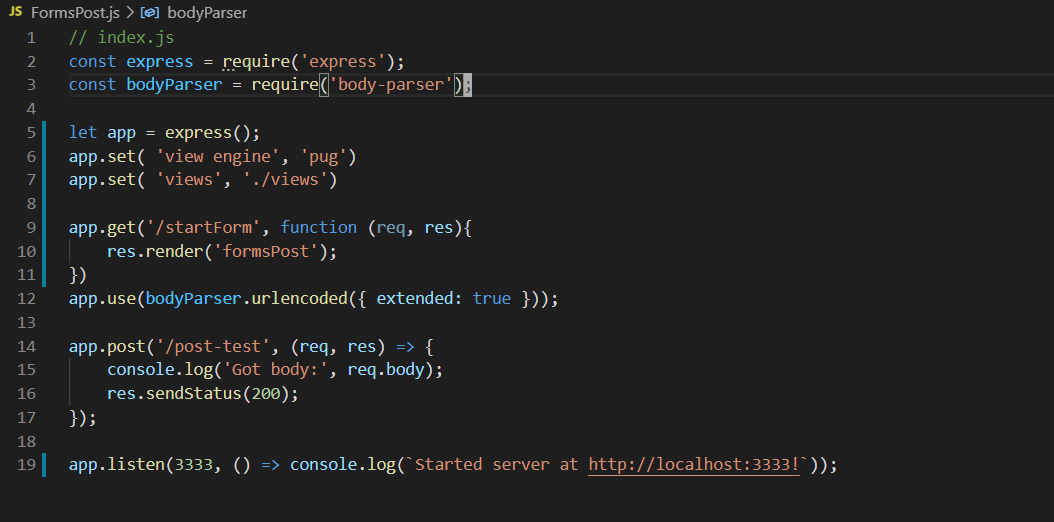 JS FormsPost.js > bodyParser
1 // index.js
2 const express = require('express');
3 const bodyParser = require('body-parser');
4
5 let app = express();
6 app.set( 'view engine', 'pug')
7 app.set( 'views', './views')
8
9 app.get('/startForm', function (req, res){
10     res.render('formsPost');
11 })
12 app.use(bodyParser.urlencoded({ extended: true }));
13
14 app.post('/post-test', (req, res) => {
15     console.log('Got body:', req.body);
16     res.sendStatus(200);
17 });
18
19 app.listen(3333, () => console.log(`Started server at http://localhost:3333!`));